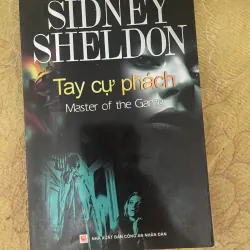 SIDNEY
SHELDON
Tay cự phách
Master of the Game
NHÀ XUẤT BẢN CÔNG AN NHÂN DÂN